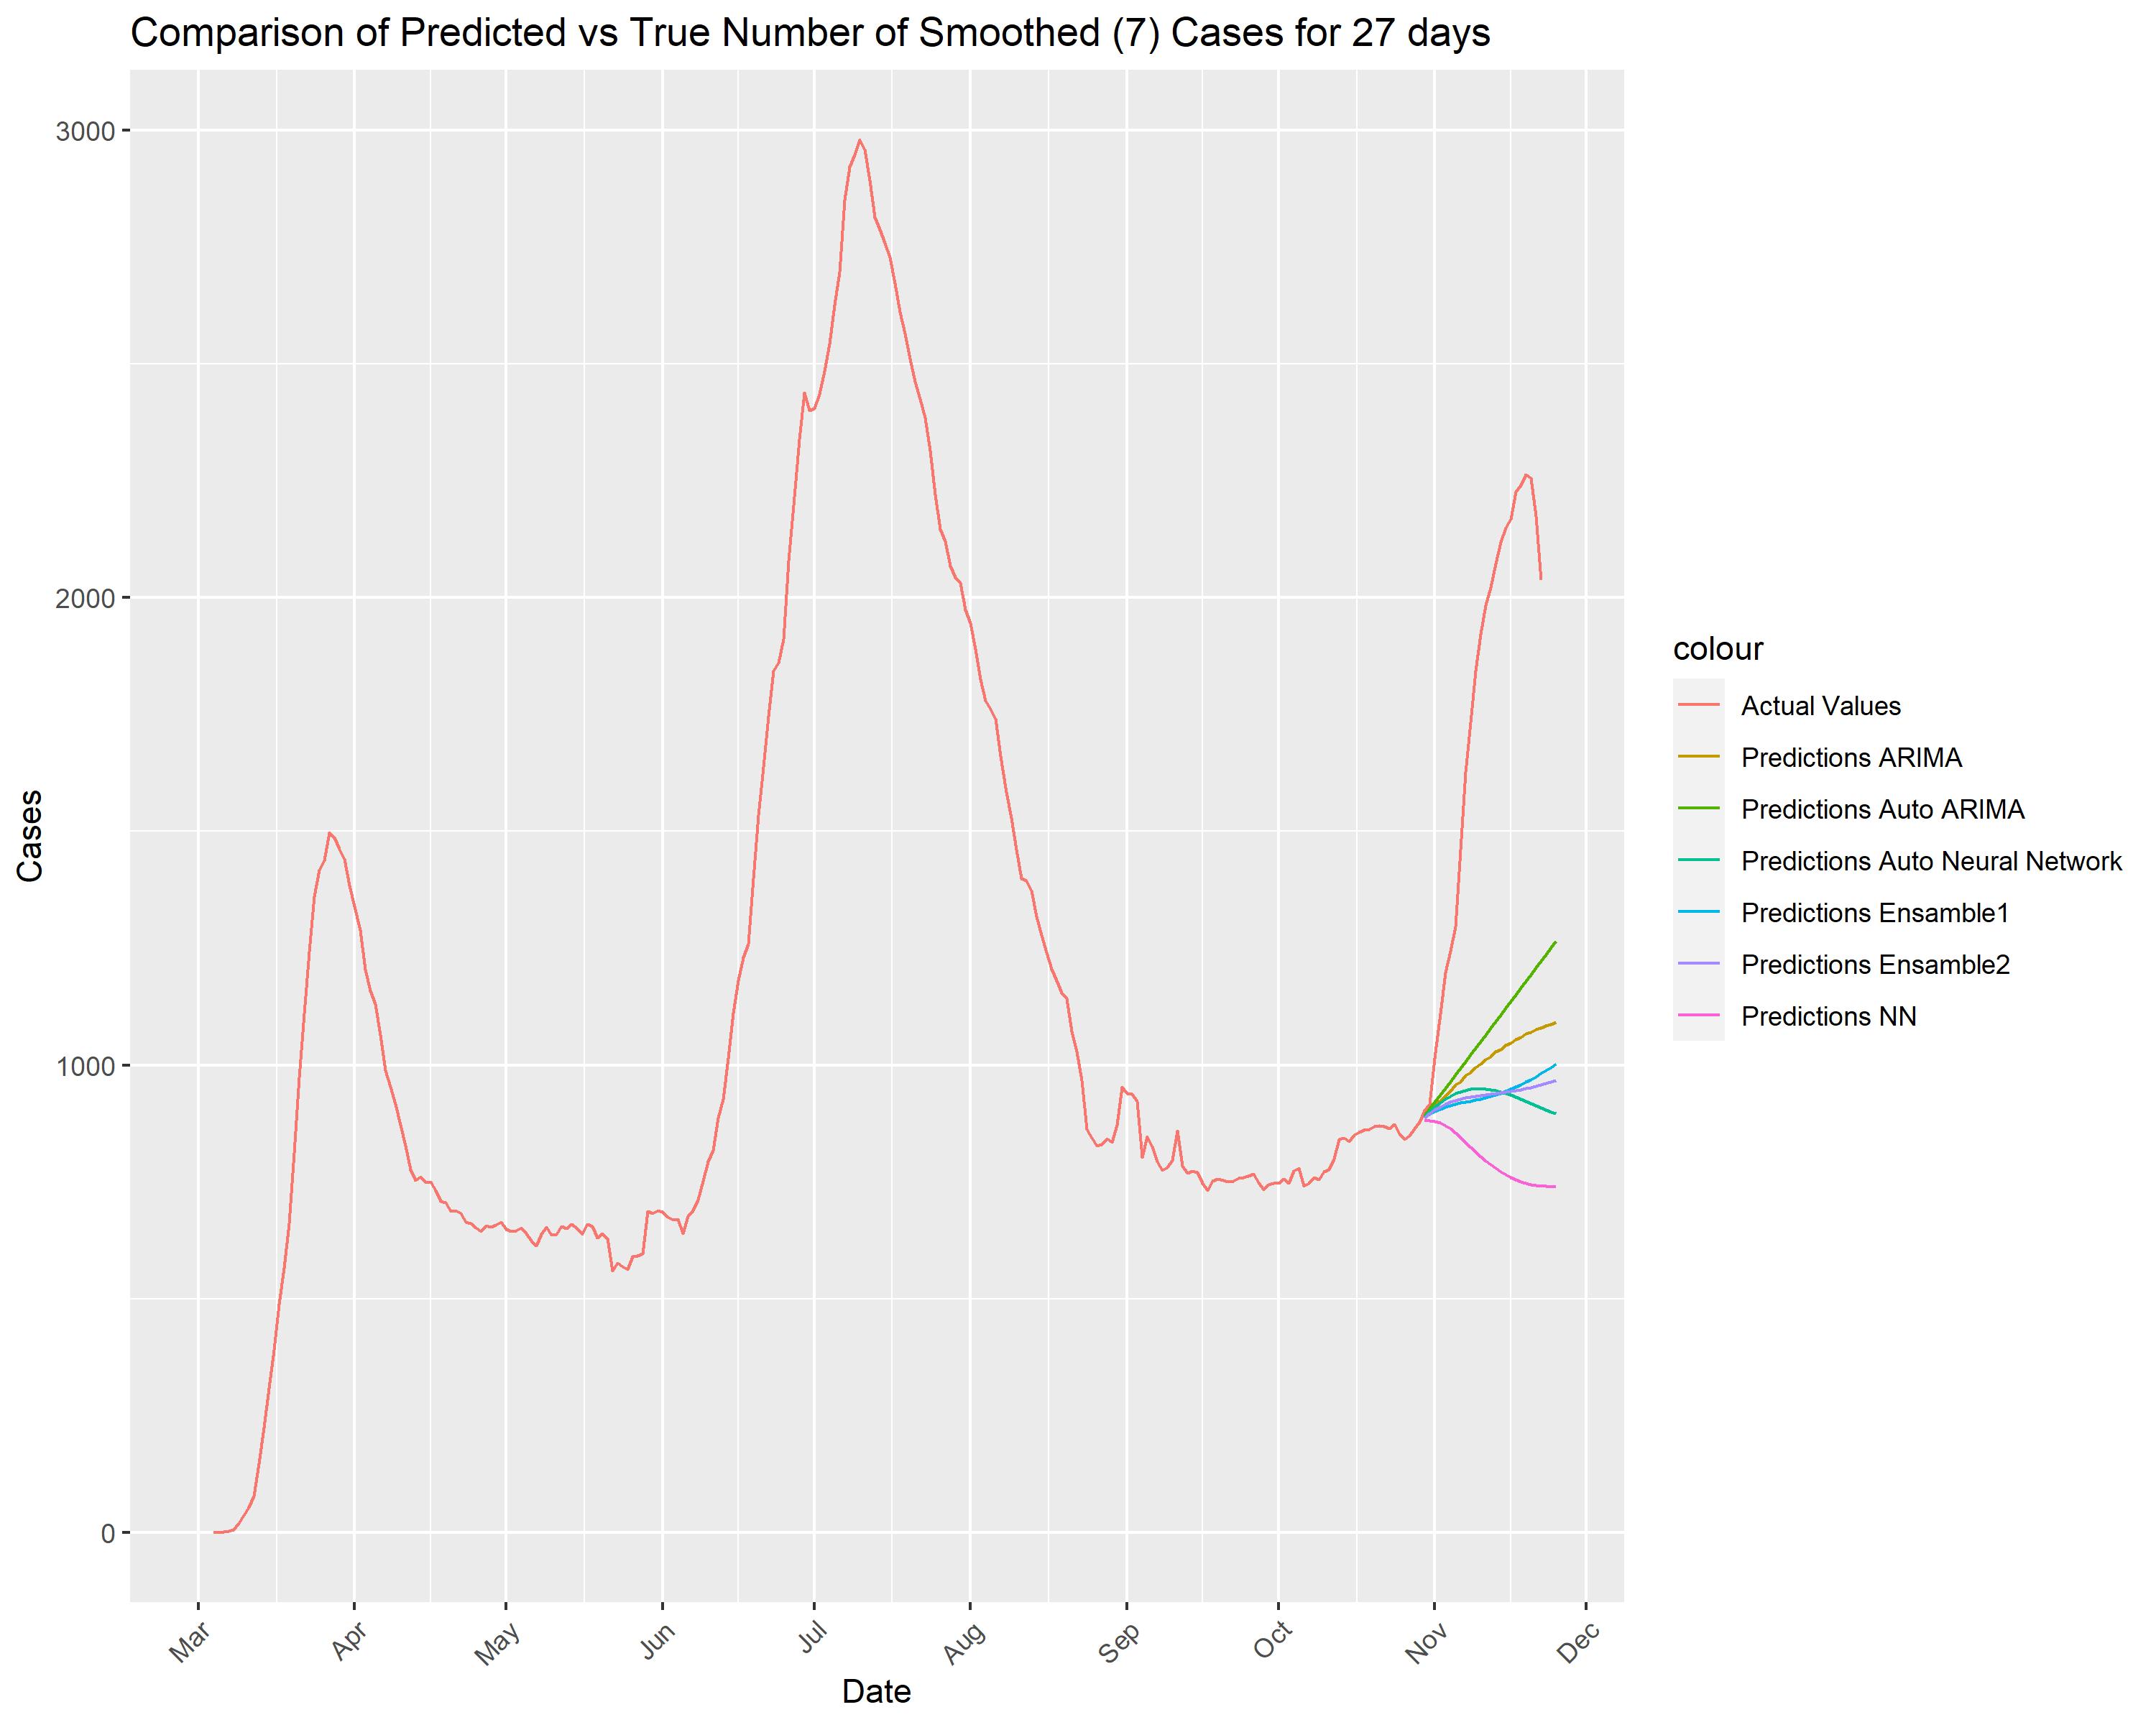 Comparison of Predicted vs True Number of Smoothed (7) Cases for 27 days
3000
2000
1000
0
Cases
Mar
Apr
May
Jun
Jul
Aug
Sep
Oct
Nov
Dec
Date
colour
Actual Values
Predictions ARIMA
Predictions Auto ARIMA
Predictions Auto Neural Network
Predictions Ensamble1
Predictions Ensamble2
Predictions NN